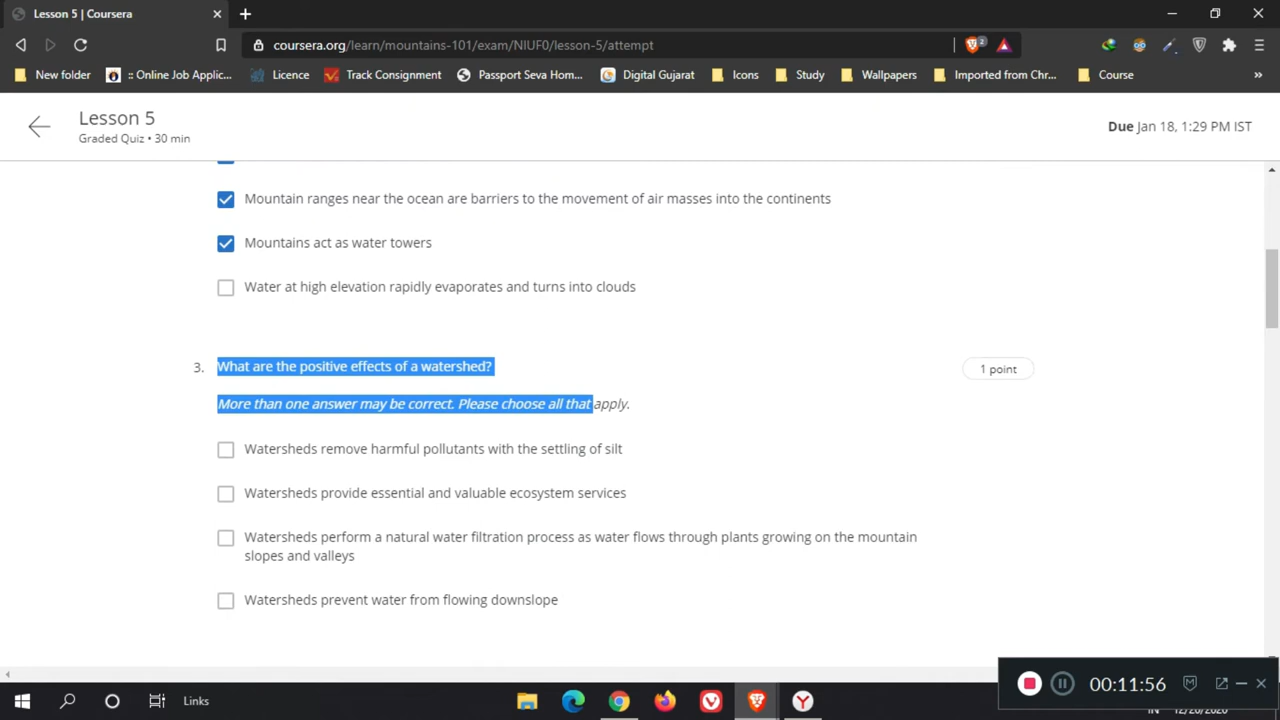 Lesson 5 | Coursera
coursera.org/learn/mountains-101/exam/NIUF0/lesson-5/attempt
2
New folder
:: Online Job Applic...
Licence
Track Consignment
Passport Seva Hom...
Digital Gujarat
Icons
Study
Wallpapers
Imported from Chr...
Course
»
Lesson 5
Graded Quiz • 30 min
Due Jan 18, 1:29 PM IST
Mountain ranges near the ocean are barriers to the movement of air masses into the continents
Mountains act as water towers
Water at high elevation rapidly evaporates and turns into clouds
3. What are the positive effects of a watershed?
1 point
More than one answer may be correct. Please choose all that apply.
Watersheds remove harmful pollutants with the settling of silt
Watersheds provide essential and valuable ecosystem services
Watersheds perform a natural water filtration process as water flows through plants growing on the mountain
slopes and valleys
Watersheds prevent water from flowing downslope
00:11:56
Links